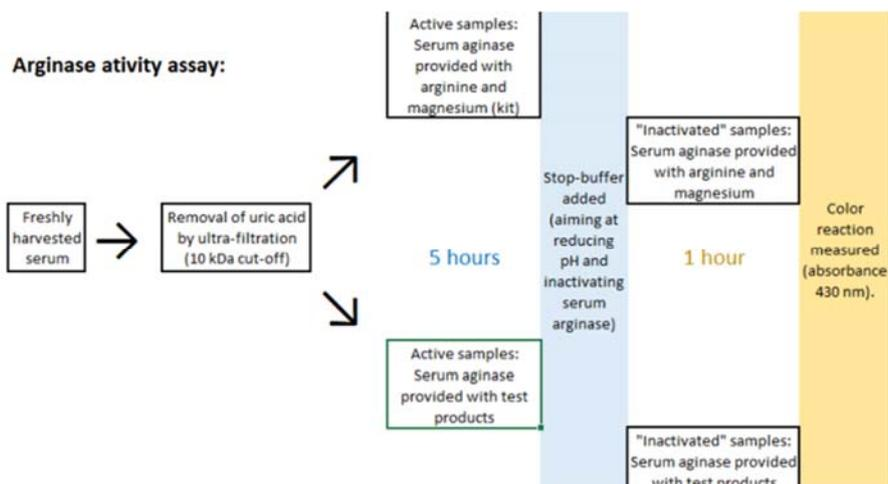 Arginase ativity assay:
Freshly
harvested
serum
Removal of uric acid
by ultra-filtration
(10 kDa cut-off)
Active samples:
Serum aginase
provided with
arginine and
magnesium (kit)
5 hours
Active samples:
Serum aginase
provided with test
products
Stop-buffer
added
(aiming at
reducing
pH and
inactivating
serum
arginase)
"Inactivated" samples:
Serum aginase provided
with arginine and
magnesium
1 hour
"Inactivated" samples:
Serum aginase provided
with test products
Color
reaction
measured
(absorbance
430 nm).